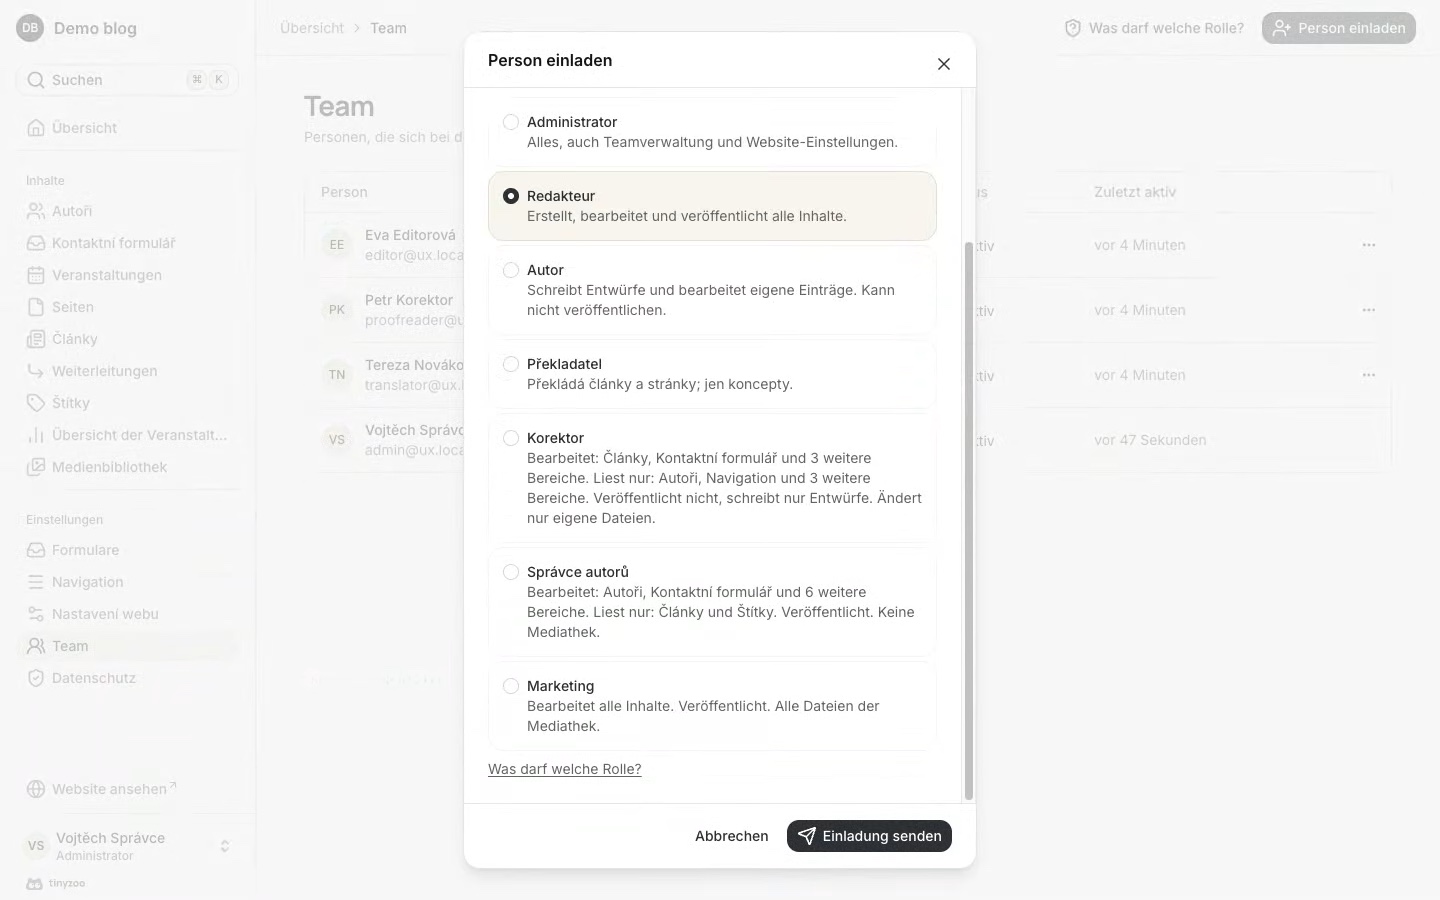 DB Demo blog
Suchen ⌘ K
Übersicht
Inhalte
Autoři
Kontaktní formulář
Veranstaltungen
Seiten
Články
Weiterleitungen
Štítky
Übersicht der Veranstalt...
Medienbibliothek
Einstellungen
Formulare
Navigation
Nastavení webu
Team
Datenschutz
Website ansehen
VS Vojtěch Správce
Administrator
tinyzoo
Übersicht > Team
Was darf welche Rolle?
Person einladen
Team
Personen, die sich bei d
Person
Zuletzt aktiv
EE Eva Editorová
editor@ux.loca
tiv
vor 4 Minuten
PK Petr Korektor
proofreader@u
tiv
vor 4 Minuten
TN Tereza Nováko
translator@ux.l
tiv
vor 4 Minuten
VS Vojtěch Správc
admin@ux.loca
tiv
vor 47 Sekunden
Person einladen
Administrator
Alles, auch Teamverwaltung und Website-Einstellungen.
Redakteur
Erstellt, bearbeitet und veröffentlicht alle Inhalte.
Autor
Schreibt Entwürfe und bearbeitet eigene Einträge. Kann
nicht veröffentlichen.
Překladatel
Překládá články a stránky; jen koncepty.
Korektor
Bearbeitet: Články, Kontaktní formulář und 3 weitere
Bereiche. Liest nur: Autoři, Navigation und 3 weitere
Bereiche. Veröffentlicht nicht, schreibt nur Entwürfe. Ändert
nur eigene Dateien.
Správce autorů
Bearbeitet: Autoři, Kontaktní formulář und 6 weitere
Bereiche. Liest nur: Články und Štítky. Veröffentlicht. Keine
Mediathek.
Marketing
Bearbeitet alle Inhalte. Veröffentlicht. Alle Dateien der
Mediathek.
Was darf welche Rolle?
Abbrechen
Einladung senden